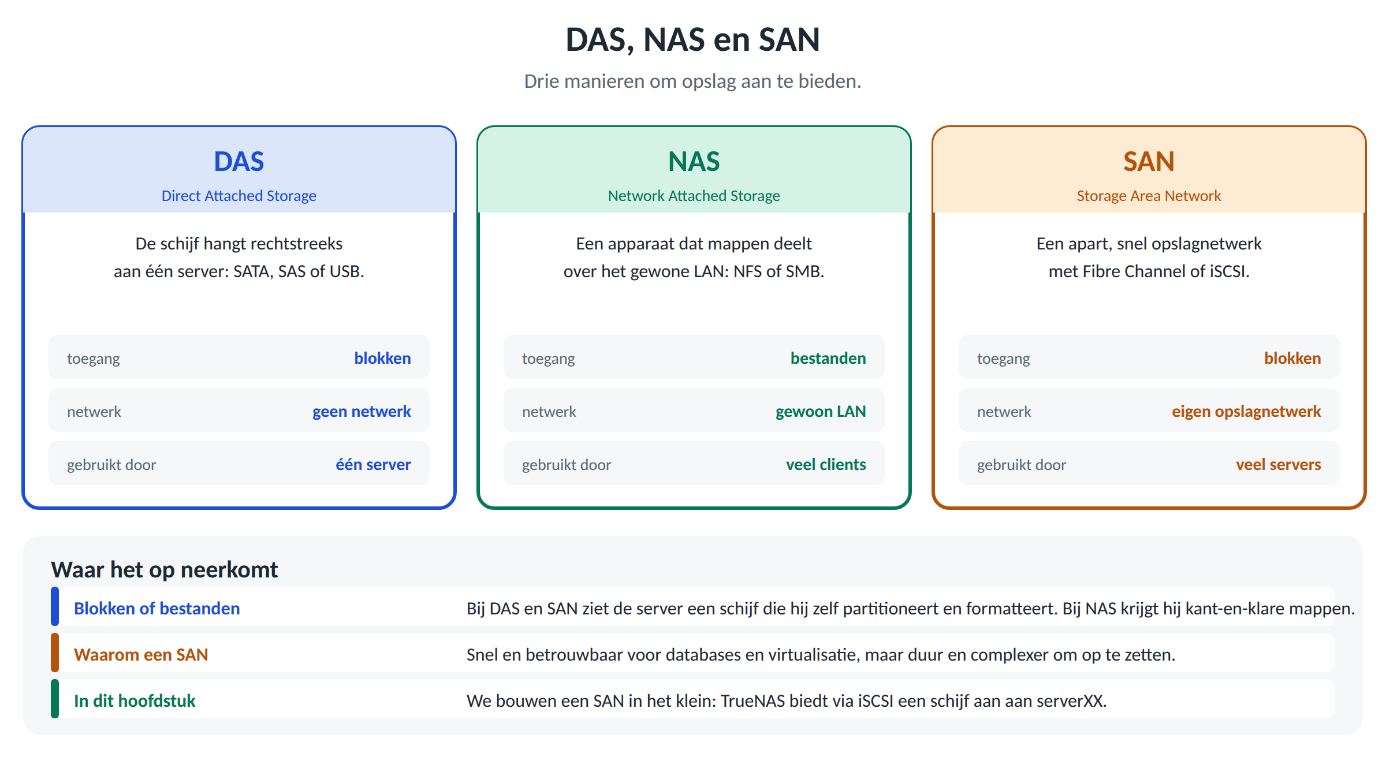 DAS, NAS en SAN
Drie manieren om opslag aan te bieden.
DAS
Direct Attached Storage
De schijf hangt rechtstreeks
aan één server: SATA, SAS of USB.
toegang blokken
netwerk geen netwerk
gebruikt door één server
NAS
Network Attached Storage
Een apparaat dat mappen deelt
over het gewone LAN: NFS of SMB.
toegang bestanden
netwerk gewoon LAN
gebruikt door veel clients
SAN
Storage Area Network
Een apart, snel opslagnetwerk
met Fibre Channel of iSCSI.
toegang blokken
netwerk eigen opslagnetwerk
gebruikt door veel servers
Waar het op neerkomt
Blokken of bestanden Bij DAS en SAN ziet de server een schijf die hij zelf partitioneert en formatteert. Bij NAS krijgt hij kant-en-klare mappen.
Waarom een SAN Snel en betrouwbaar voor databases en virtualisatie, maar duur en complexer om op te zetten.
In dit hoofdstuk We bouwen een SAN in het klein: TrueNAS biedt via iSCSI een schijf aan aan serverXX.